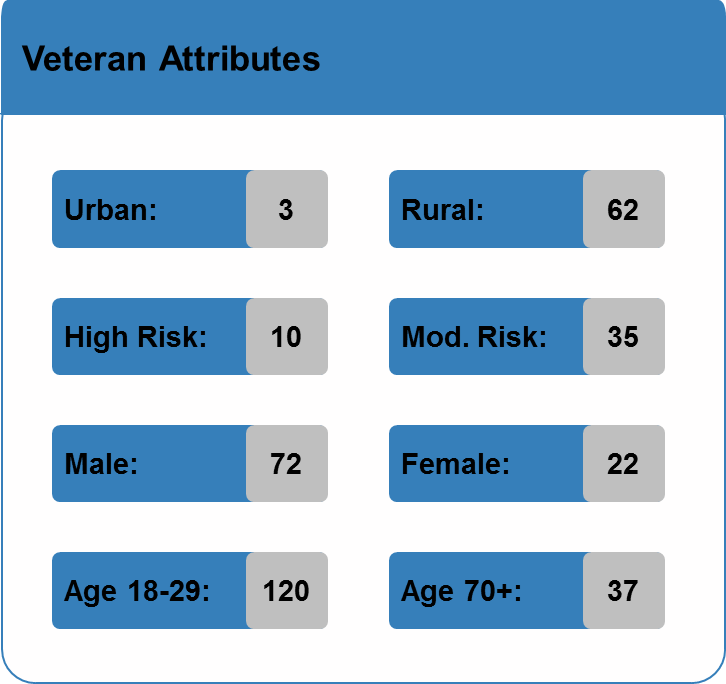 Veteran Attributes
Urban: 3 Rural: 62
High Risk: 10 Mod. Risk: 35
Male: 72 Female: 22
Age 18-29: 120 Age 70+: 37